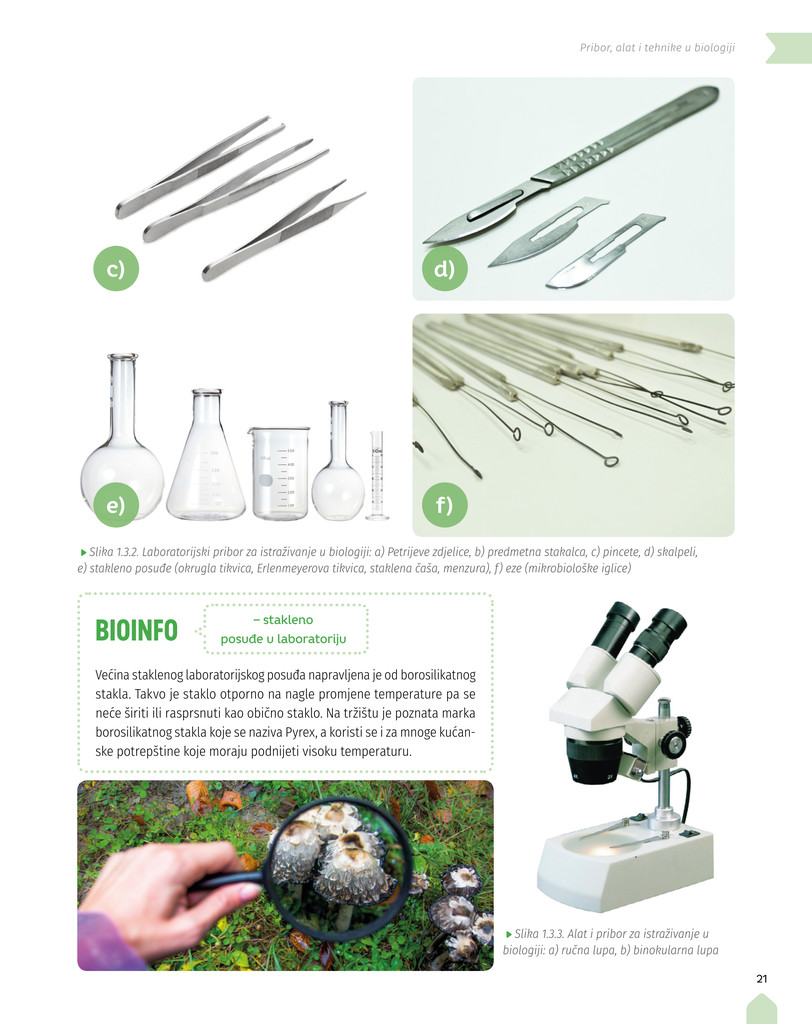 Pribor, alat i tehnike u biologiji
c)
d)
e)
f)
Slika 1.3.2. Laboratorijski pribor za istraživanje u biologiji: a) Petrijeve zdjelice, b) predmetna stakalca, c) pincete, d) skalpeli,
e) stakleno posuđe (okrugla tikvica, Erlenmeyerova tikvica, staklena čaša, menzura), f) eze (mikrobiološke iglice)
BIOINFO
– stakleno
posuđe u laboratoriju
Većina staklenog laboratorijskog posuđa napravljena je od borosilikatnog
stakla. Takvo je staklo otporno na nagle promjene temperature pa se
neće širiti ili rasprsnuti kao obično staklo. Na tržištu je poznata marka
borosilikatnog stakla koje se naziva Pyrex, a koristi se i za mnoge kućan-
ske potrepštine koje moraju podnijeti visoku temperaturu.
Slika 1.3.3. Alat i pribor za istraživanje u
biologiji: a) ručna lupa, b) binokularna lupa
21